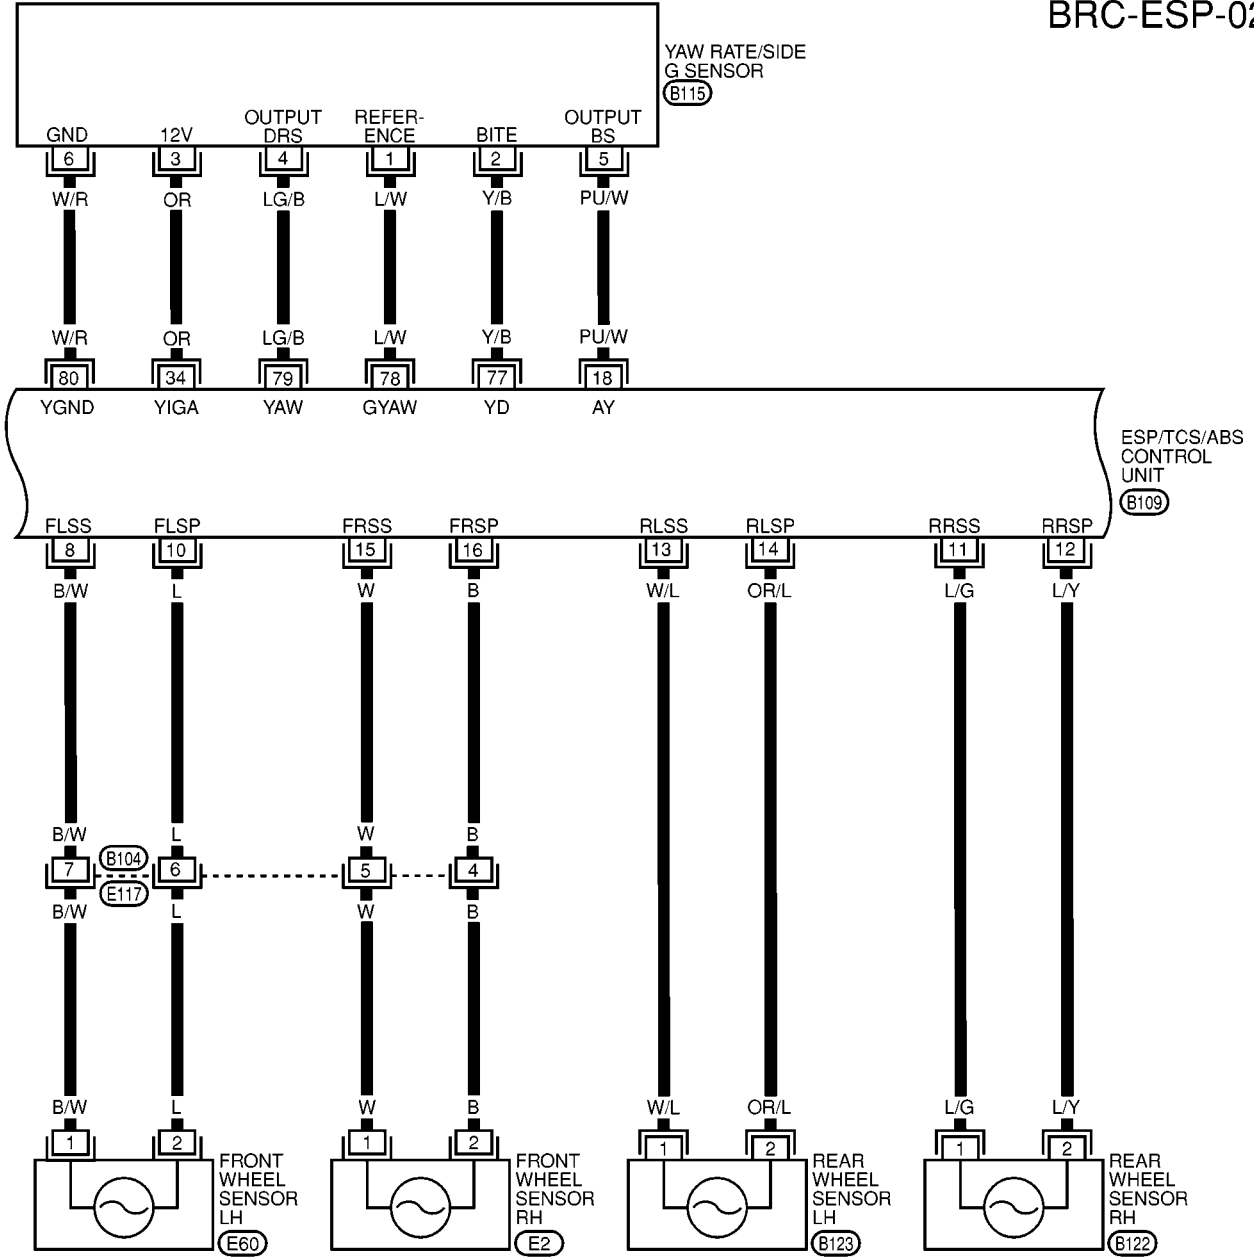 BRC-ESP-02
YAW RATE/SIDE
G SENSOR
B115
OUTPUT REFER- OUTPUT
GND 12V DRS ENCE BITE BS
6 3 4 1 2 5
W/R OR LG/B L/W Y/B PU/W
W/R OR LG/B L/W Y/B PU/W
80 34 79 78 77 18
YGND YIGA YAW GYAW YD AY
ESP/TCS/ABS
CONTROL
UNIT
B109
FLSS FLSP FRSS FRSP RLSS RLSP RRSS RRSP
8 10 15 16 13 14 11 12
B/W L W B W/L OR/L L/G L/Y
B/W L W B
7 B104 6 5 4
E117
B/W L W B
B/W L W B W/L OR/L L/G L/Y
1 2 1 2 1 2 1 2
FRONT
WHEEL
SENSOR
LH
E60
FRONT
WHEEL
SENSOR
RH
E2
REAR
WHEEL
SENSOR
LH
B123
REAR
WHEEL
SENSOR
RH
B122